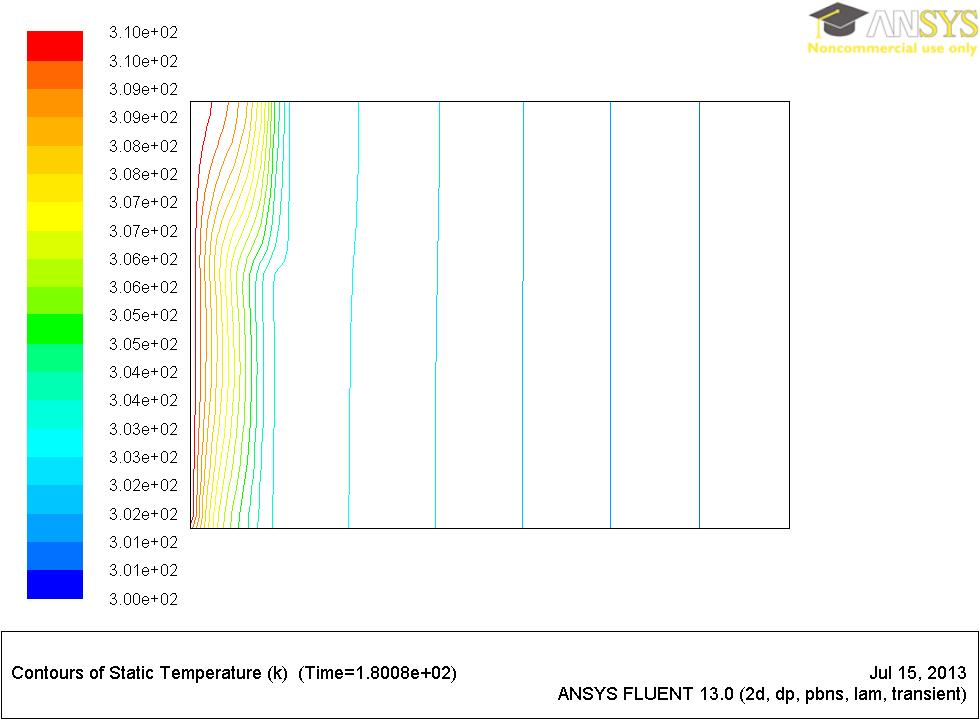 ANSYS
Noncommercial use only
3.10e+02
3.10e+02
3.09e+02
3.09e+02
3.08e+02
3.08e+02
3.07e+02
3.07e+02
3.06e+02
3.06e+02
3.05e+02
3.05e+02
3.04e+02
3.04e+02
3.03e+02
3.03e+02
3.02e+02
3.02e+02
3.01e+02
3.01e+02
3.00e+02
Contours of Static Temperature (k) (Time=1.8008e+02)
Jul 15, 2013
ANSYS FLUENT 13.0 (2d, dp, pbns, lam, transient)